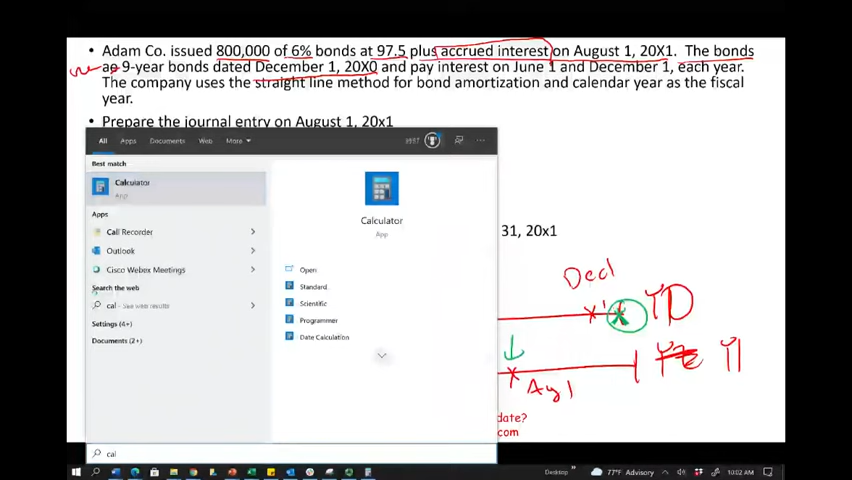 • Adam Co. issued 800,000 of 6% bonds at 97.5 plus accrued interest on August 1, 20X1. The bonds
9-year bonds dated December 1, 20X0 and pay interest on June 1 and December 1, each year.
The company uses the straight line method for bond amortization and calendar year as the fiscal
year.
• Prepare the journal entry on August 1, 20x1
All Apps Documents Web More
Best match
Calculator
App
Apps
Call Recorder
Outlook
Cisco Webex Meetings
Search the web
cal - See web results
Settings (4+)
Documents (2+)
Calculator
App
Open
Standard
Scientific
Programmer
Date Calculation
31, 20x1
Dec 1
Aug 1
date?
com
cal
Desktop
77°F Advisory
10:02 AM